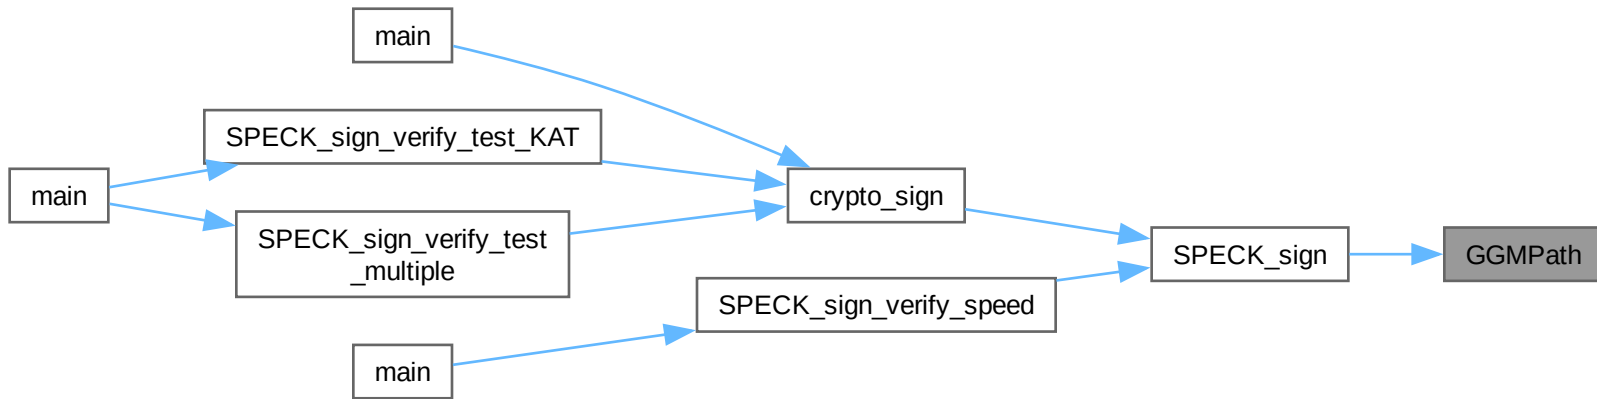 main
SPECK_sign_verify_test_KAT
main
crypto_sign
SPECK_sign_verify_test
_multiple
SPECK_sign
GGMPath
SPECK_sign_verify_speed
main